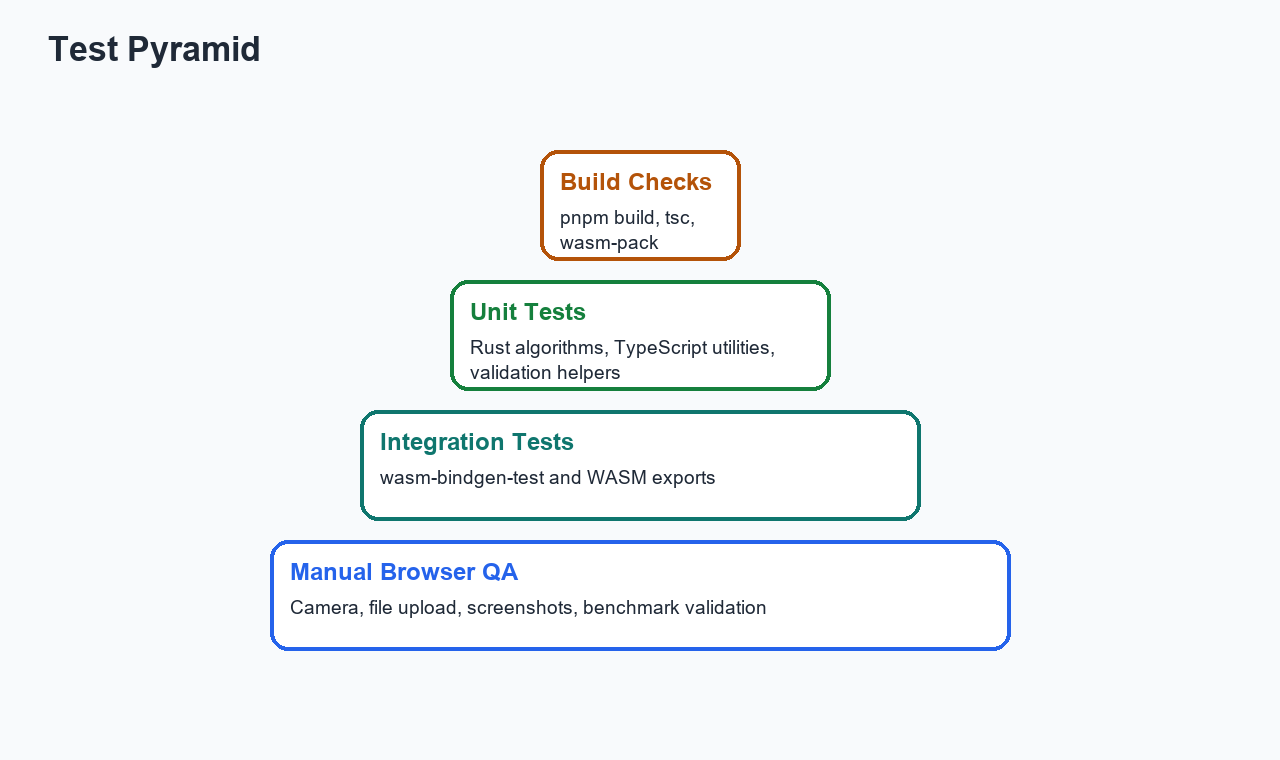 Test Pyramid
Build Checks
pnpm build, tsc,
wasm-pack
Unit Tests
Rust algorithms, TypeScript utilities,
validation helpers
Integration Tests
wasm-bindgen-test and WASM exports
Manual Browser QA
Camera, file upload, screenshots, benchmark validation